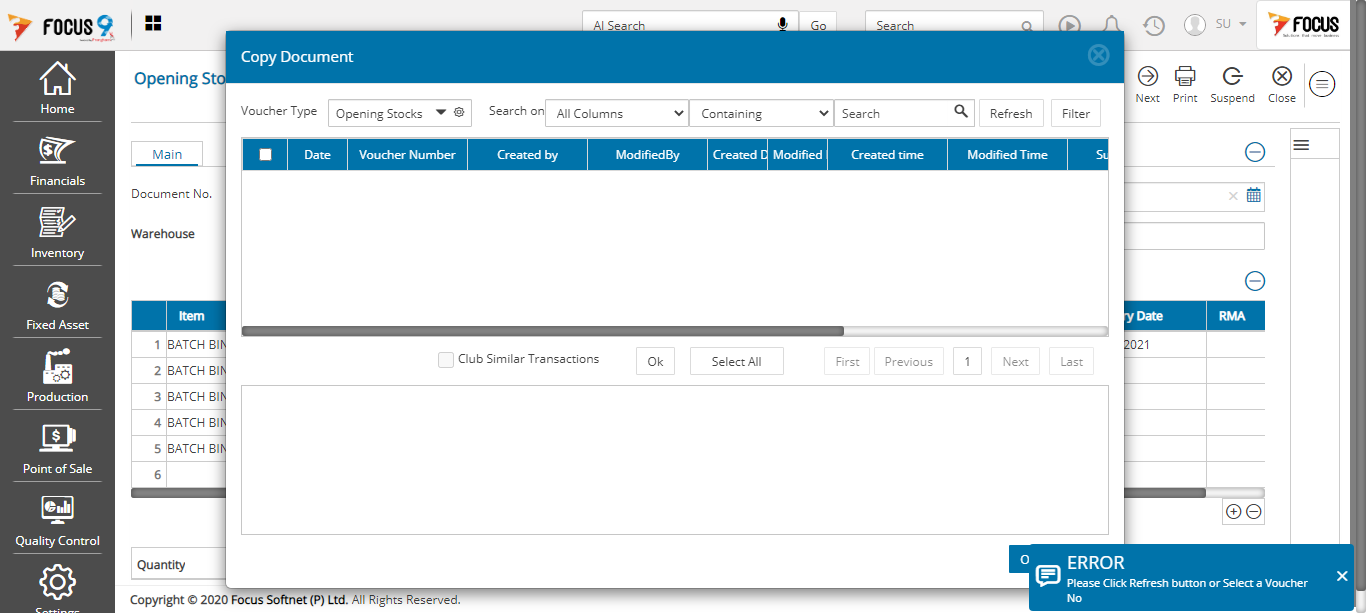 FOCUS 9
AI Search
Go
Search
SU
FOCUS
Home
Financials
Inventory
Fixed Asset
Production
Point of Sale
Quality Control
Settings
Opening Sto
Next
Print
Suspend
Close
Main
Document No.
Warehouse
Copy Document
Voucher Type
Opening Stocks
Search on
All Columns
Containing
Search
Refresh
Filter
Date
Voucher Number
Created by
ModifiedBy
Created D
Modified
Created time
Modified Time
Su
Club Similar Transactions
Ok
Select All
First
Previous
1
Next
Last
Item
ry Date
RMA
1 BATCH BIN
2021
2 BATCH BIN
3 BATCH BIN
4 BATCH BIN
5 BATCH BIN
6
Quantity
O
ERROR
Please Click Refresh button or Select a Voucher
No
Copyright © 2020 Focus Softnet (P) Ltd. All Rights Reserved.